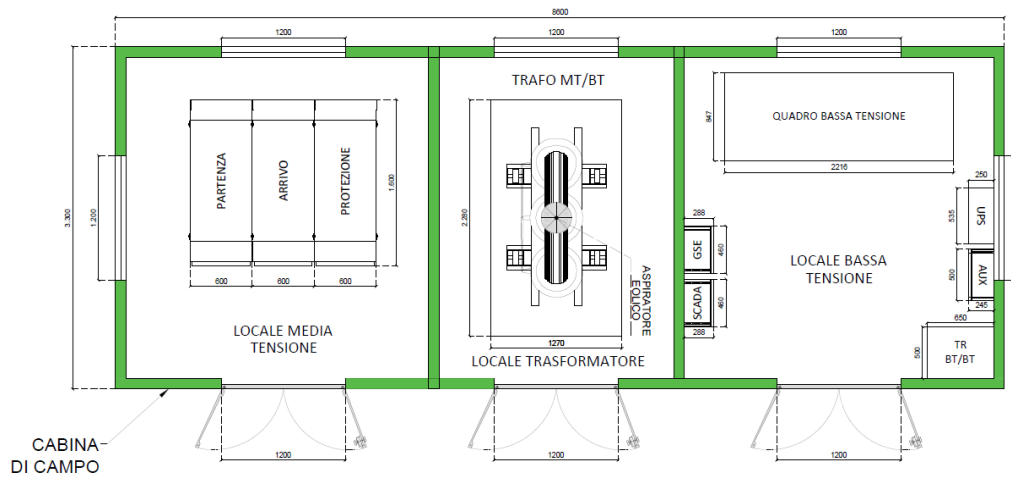 8600
1200
1200
1200
TRAFO MT/BT
QUADRO BASSA TENSIONE
847
2216
3.300
1.200
PARTENZA
ARRIVO
PROTEZIONE
1.600
600
600
600
2.280
1270
ASPIRATORE
EOLICO
288
GSE
460
SCADA
460
288
250
535
UPS
500
AUX
245
650
500
TR
BT/BT
LOCALE BASSA
TENSIONE
LOCALE MEDIA
TENSIONE
LOCALE TRASFORMATORE
1200
1200
1200
CABINA
DI CAMPO